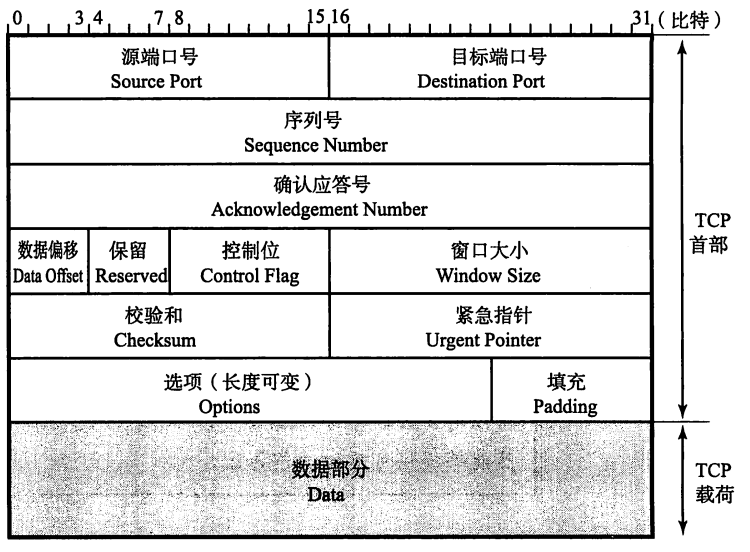 0 3 4 7 8 15 16 31 (比特)
源端口号
Source Port
目标端口号
Destination Port
序列号
Sequence Number
确认应答号
Acknowledgement Number
数据偏移
Data Offset
保留
Reserved
控制位
Control Flag
窗口大小
Window Size
校验和
Checksum
紧急指针
Urgent Pointer
选项(长度可变)
Options
填充
Padding
TCP
首部
数据部分
Data
TCP
载荷